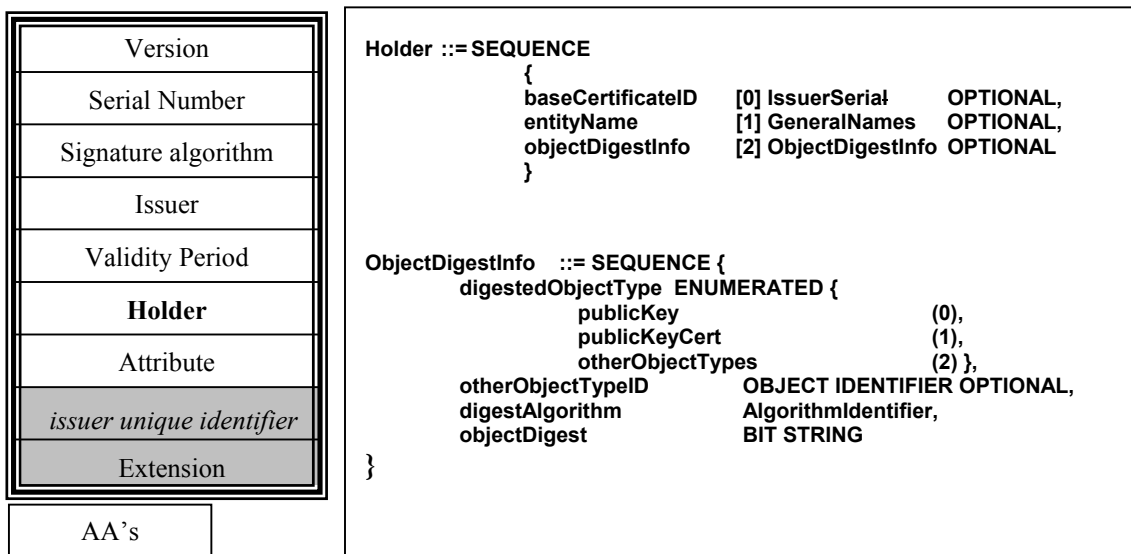 Version
Serial Number
Signature algorithm
Issuer
Validity Period
Holder
Attribute
issuer unique identifier
Extension
AA's
Holder ::= SEQUENCE
{
baseCertificateID [0] IssuerSerial OPTIONAL,
entityName [1] GeneralNames OPTIONAL,
objectDigestInfo [2] ObjectDigestInfo OPTIONAL
}
ObjectDigestInfo ::= SEQUENCE {
digestedObjectType ENUMERATED {
publicKey (0),
publicKeyCert (1),
otherObjectTypes (2) },
otherObjectTypeID OBJECT IDENTIFIER OPTIONAL,
digestAlgorithm AlgorithmIdentifier,
objectDigest BIT STRING
}